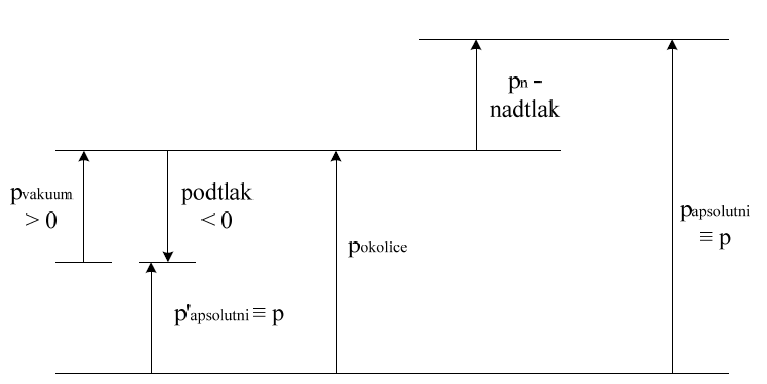 pn -
nadtlak
pvakuum
> 0
podtlak
< 0
papsolutni
≡ p
pokolice
p'apsolutni ≡ p